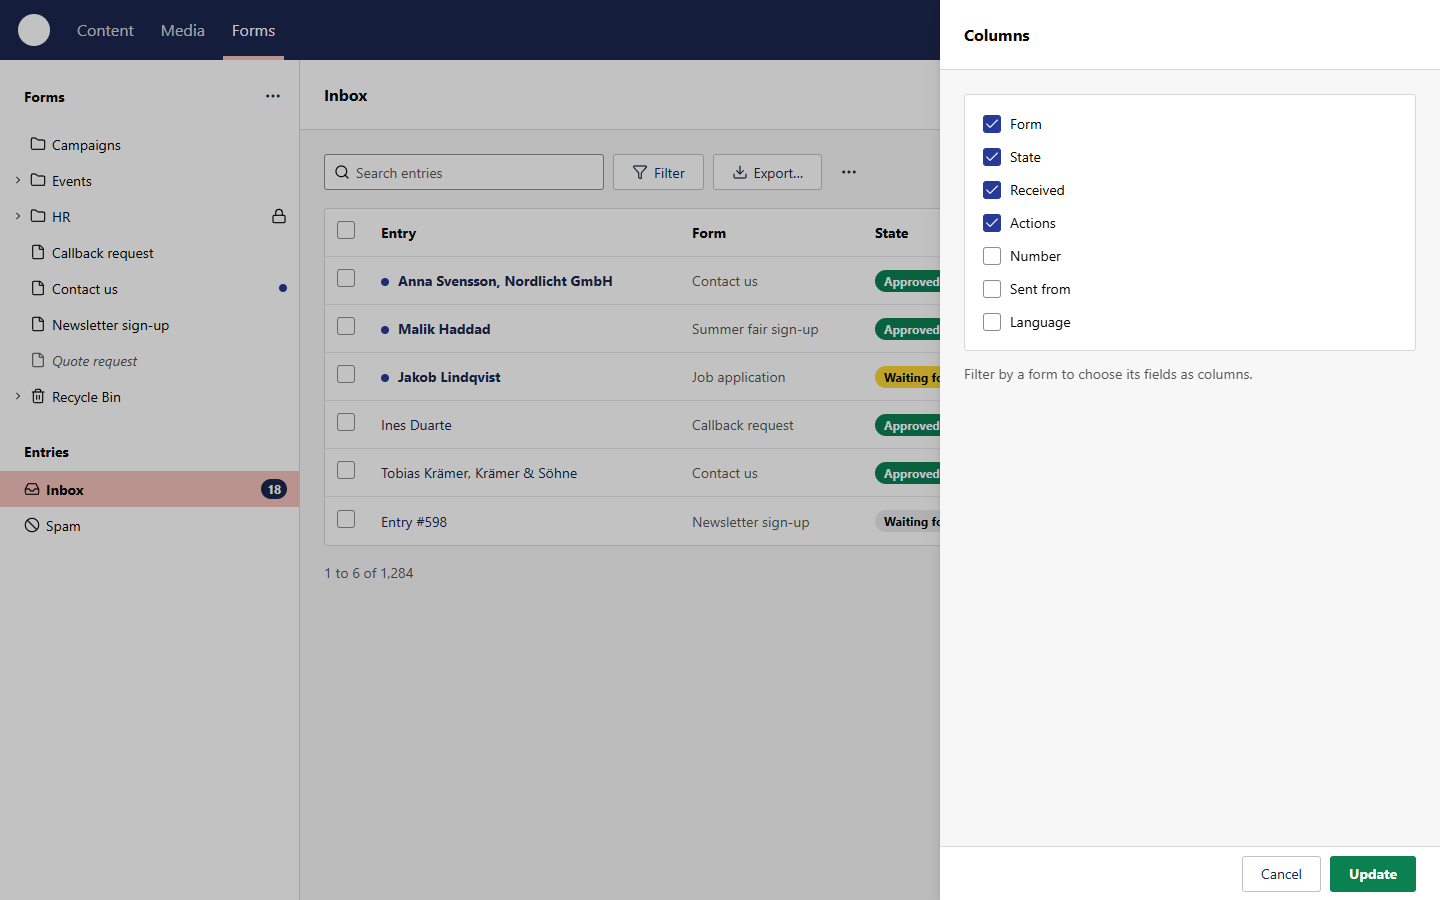 Content Media Forms
Forms
Campaigns
Events
HR
Callback request
Contact us
Newsletter sign-up
Quote request
Recycle Bin
Entries
Inbox 18
Spam
Inbox
Search entries Filter Export...
Entry Form State
Anna Svensson, Nordlicht GmbH Contact us Approved
Malik Haddad Summer fair sign-up Approved
Jakob Lindqvist Job application Waiting fo
Ines Duarte Callback request Approved
Tobias Krämer, Krämer & Söhne Contact us Approved
Entry #598 Newsletter sign-up Waiting fo
1 to 6 of 1,284
Columns
Form
State
Received
Actions
Number
Sent from
Language
Filter by a form to choose its fields as columns.
Cancel Update